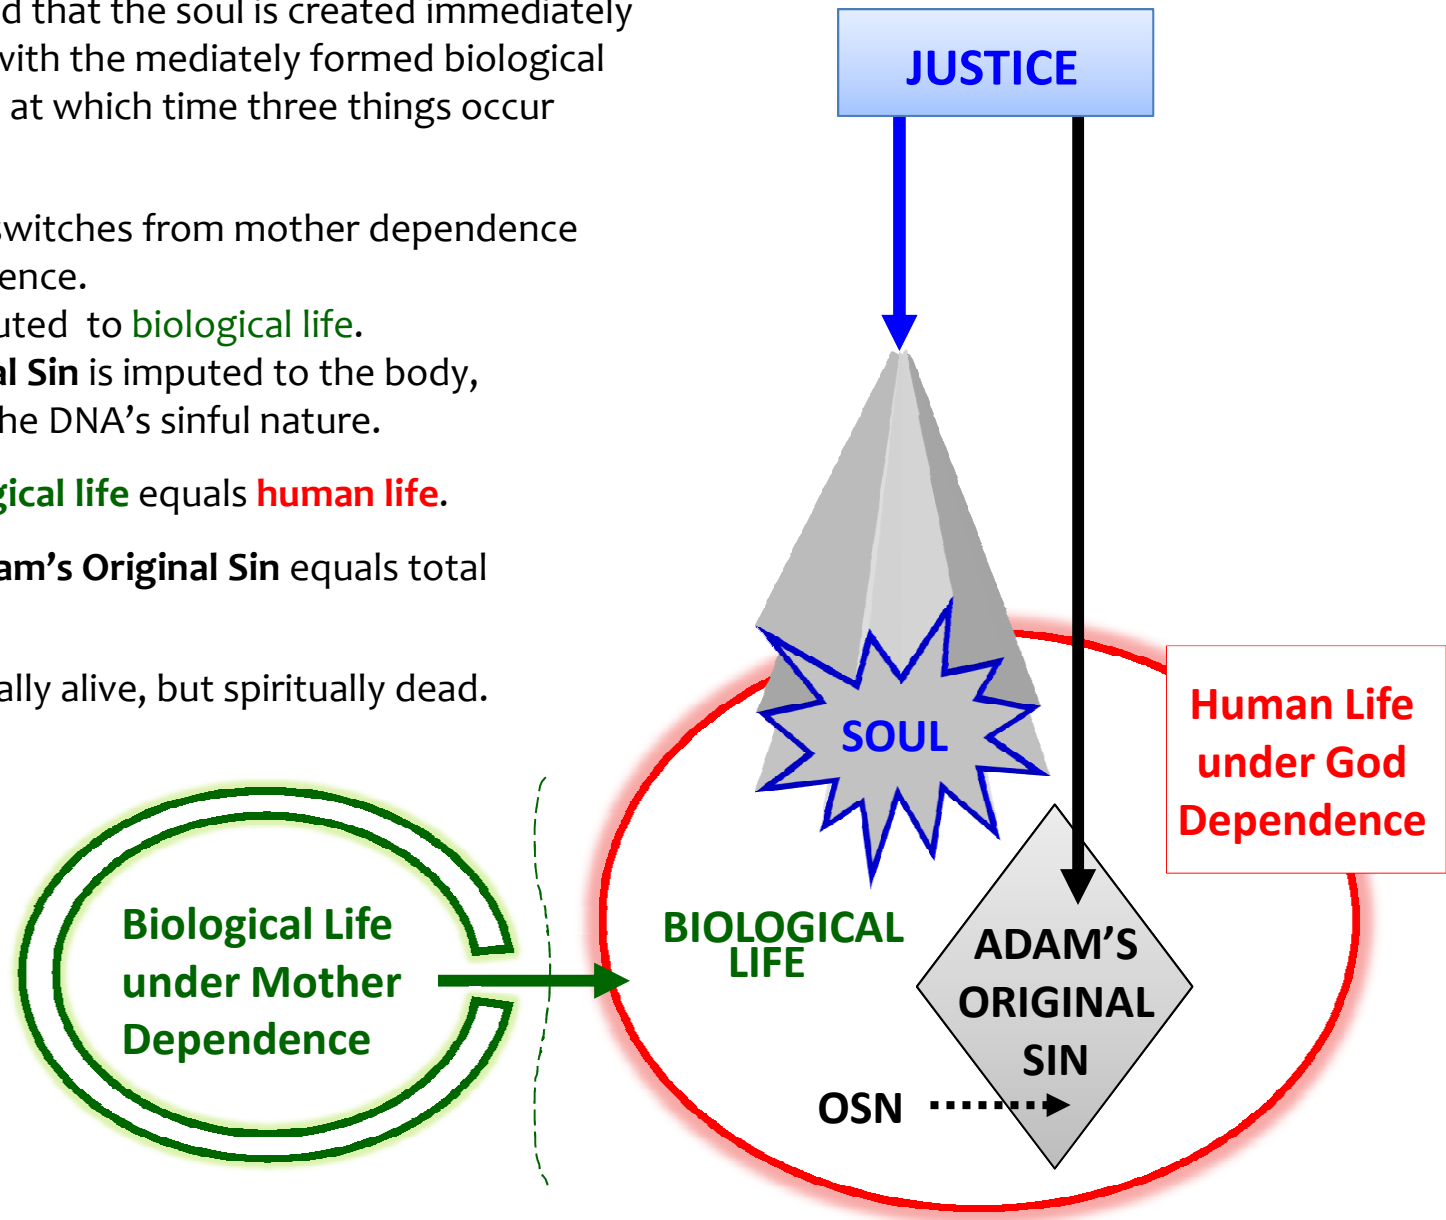 that the soul is created immediately
with the mediately formed biological
at which time three things occur
switches from mother dependence
ence.
uted to biological life.
al Sin is imputed to the body,
he DNA's sinful nature.
gical life equals human life.
am's Original Sin equals total
ally alive, but spiritually dead.
JUSTICE
SOUL
Human Life
under God
Dependence
Biological Life
under Mother
Dependence
BIOLOGICAL
LIFE
ADAM'S
ORIGINAL
SIN
OSN